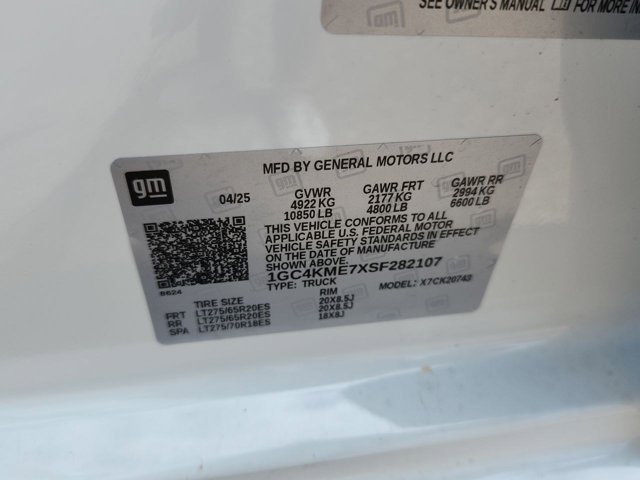 SEE OWNER'S MANUAL FOR MORE IN
gm
MFD BY GENERAL MOTORS LLC
04/25
GVWR GAWR FRT GAWR RR
4922 KG 2177 KG 2994 KG
10850 LB 4800 LB 6600 LB
THIS VEHICLE CONFORMS TO ALL
APPLICABLE U.S. FEDERAL MOTOR
VEHICLE SAFETY STANDARDS IN EFFECT
ON THE DATE OF MANUFACTURE
SHOWN ABOVE.
1GC4KME7XSF282107
TYPE: TRUCK MODEL: X7CK20743
B624
TIRE SIZE RIM
FRT LT275/65R20ES 20X8.5J
RR LT275/65R20ES 20X8.5J
SPA LT275/70R18ES 18X8J